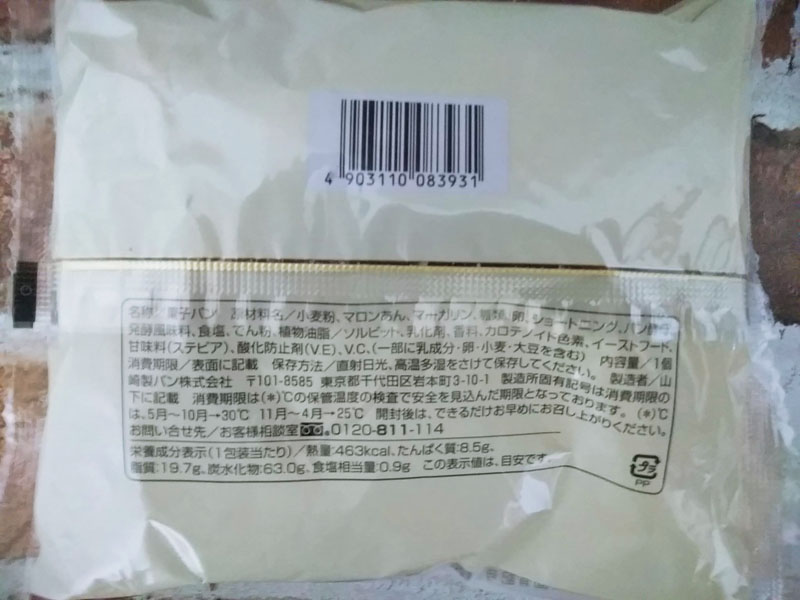 4 903110 083931
名称/菓子パン 原材料名/小麦粉、マロンあん、マーガリン、糖類、卵、ショートニング、パン酵母、
発酵風味料、食塩、でん粉、植物油脂/ソルビット、乳化剤、香料、カロテノイド色素、イーストフード、
甘味料(ステビア)、酸化防止剤(V.E)、V.C、(一部に乳成分・卵・小麦・大豆を含む) 内容量/1個
消費期限/表面に記載 保存方法/直射日光、高温多湿をさけて保存してください。 製造者/山
崎製パン株式会社 〒101-8585 東京都千代田区岩本町3-10-1 製造所固有記号は消費期限の
下に記載 消費期限は(*)℃の保管温度の検査で安全を見込んだ期限となっております。 (*)℃
は、5月~10月→30℃ 11月~4月→25℃ 開封後は、できるだけお早めにお召し上がりください。
お問い合せ先/お客様相談室 0120-811-114
栄養成分表示(1包装当たり)/熱量:463kcal、たんぱく質:8.5g、
脂質:19.7g、炭水化物:63.0g、食塩相当量:0.9g この表示値は、目安です。
プラ
PP